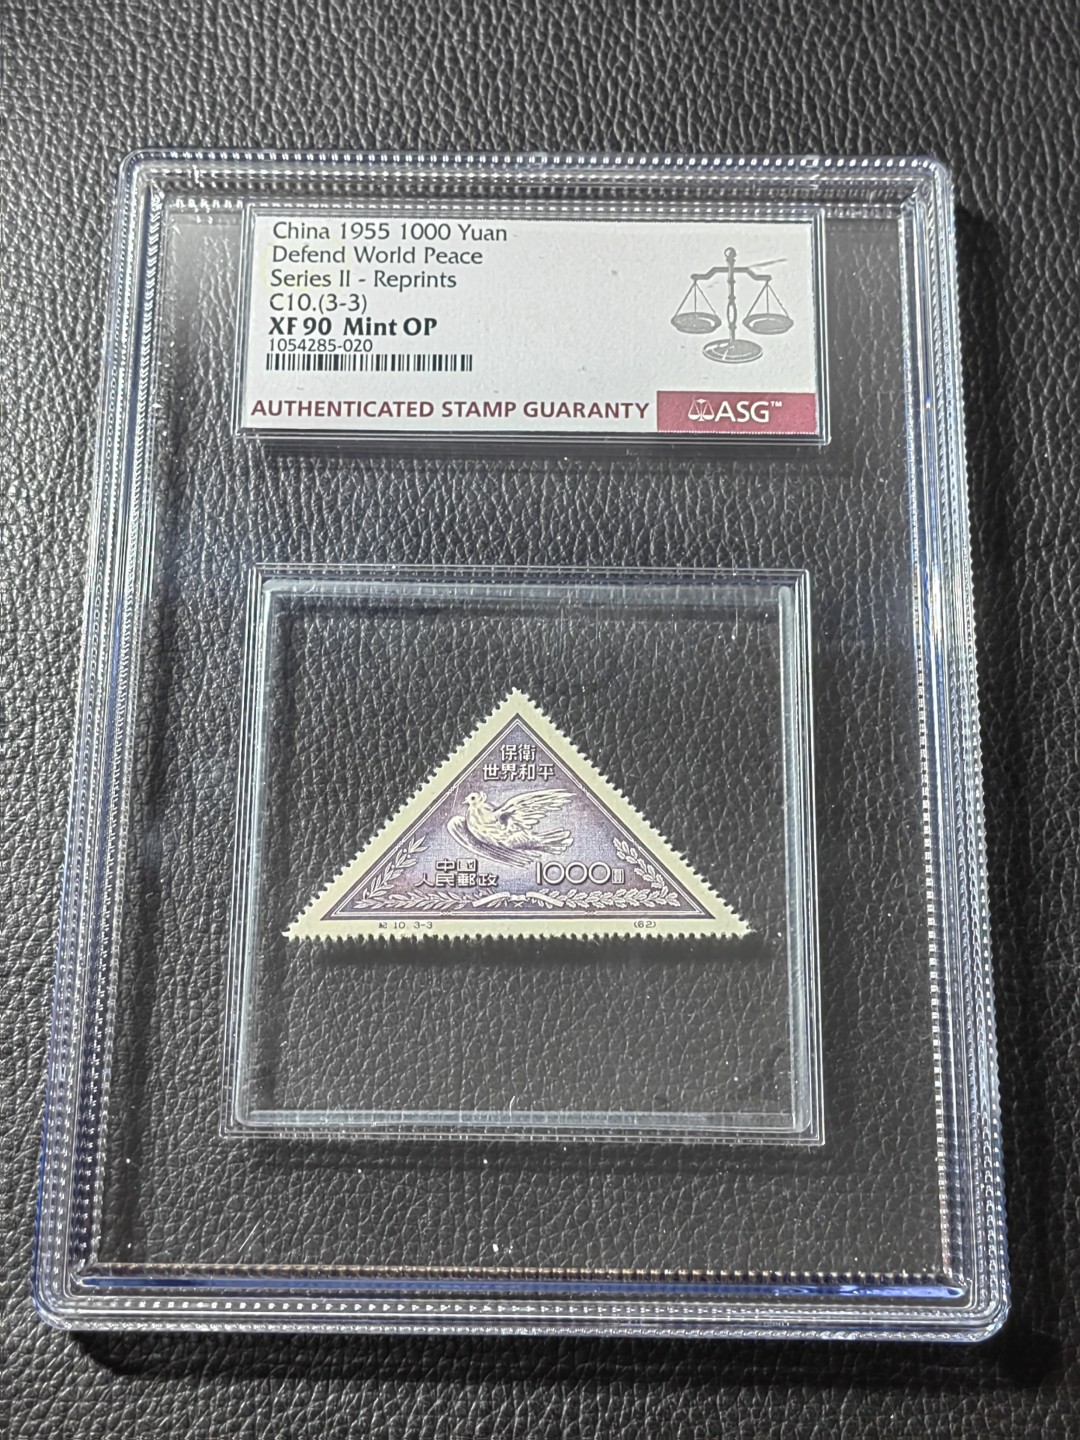 China 1955 1000 Yuan
Defend World Peace
Series II - Reprints
C10.(3-3)
XF 90 Mint OP
1054285-020
AUTHENTICATED STAMP GUARANTY
ASG™
保衛
世界和平
中國
人民郵政
1000圓
紀 10. 3-3
(62)